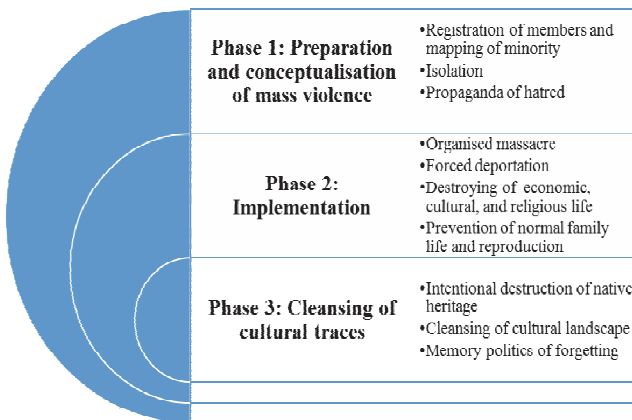 Phase 1: Preparation
and conceptualisation
of mass violence
•Registration of members and
mapping of minority
•Isolation
•Propaganda of hatred
Phase 2:
Implementation
•Organised massacre
•Forced deportation
•Destroying of economic,
cultural, and religious life
•Prevention of normal family
life and reproduction
Phase 3: Cleansing of
cultural traces
•Intentional destruction of native
heritage
•Cleansing of cultural landscape
•Memory politics of forgetting